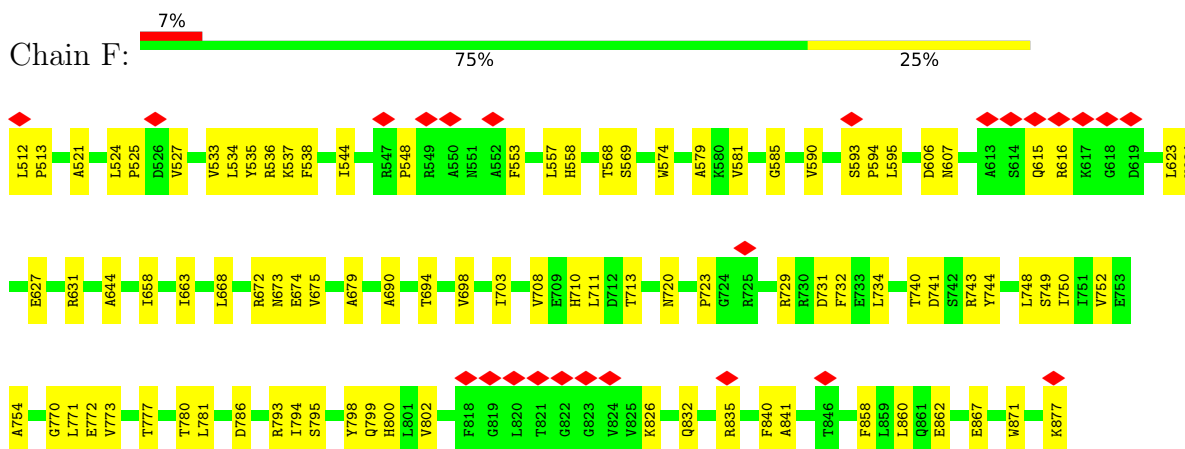 7%
Chain F:
75% 25%
L512 P513 A521 L524 P525 D526 V527 V533 L534 Y535 R536 K537 F538 I544 R547 P548 R549 A550 N551 A552 F553 L557 H558 T568 S569 W574 A579 K580 V581 G585 V590 S593 P594 L595 D606 N607 A613 S614 Q615 R616 K617 G618 D619 L623
E627 R631 A644 I658 I663 L668 R672 N673 E674 V675 A679 A690 T694 V698 I703 V708 E709 H710 L711 D712 T713 N720 P723 G724 R725 R729 R730 D731 F732 E733 L734 T740 D741 S742 R743 Y744 L748 S749 I750 I751 V752 E753
A754 G770 L771 E772 V773 T777 T780 L781 D786 R793 I794 S795 Y798 Q799 H800 L801 V802 F818 G819 L820 T821 G822 G823 V824 V825 K826 Q832 R835 F840 A841 T846 F858 L859 L860 Q861 E862 E867 W871 K877